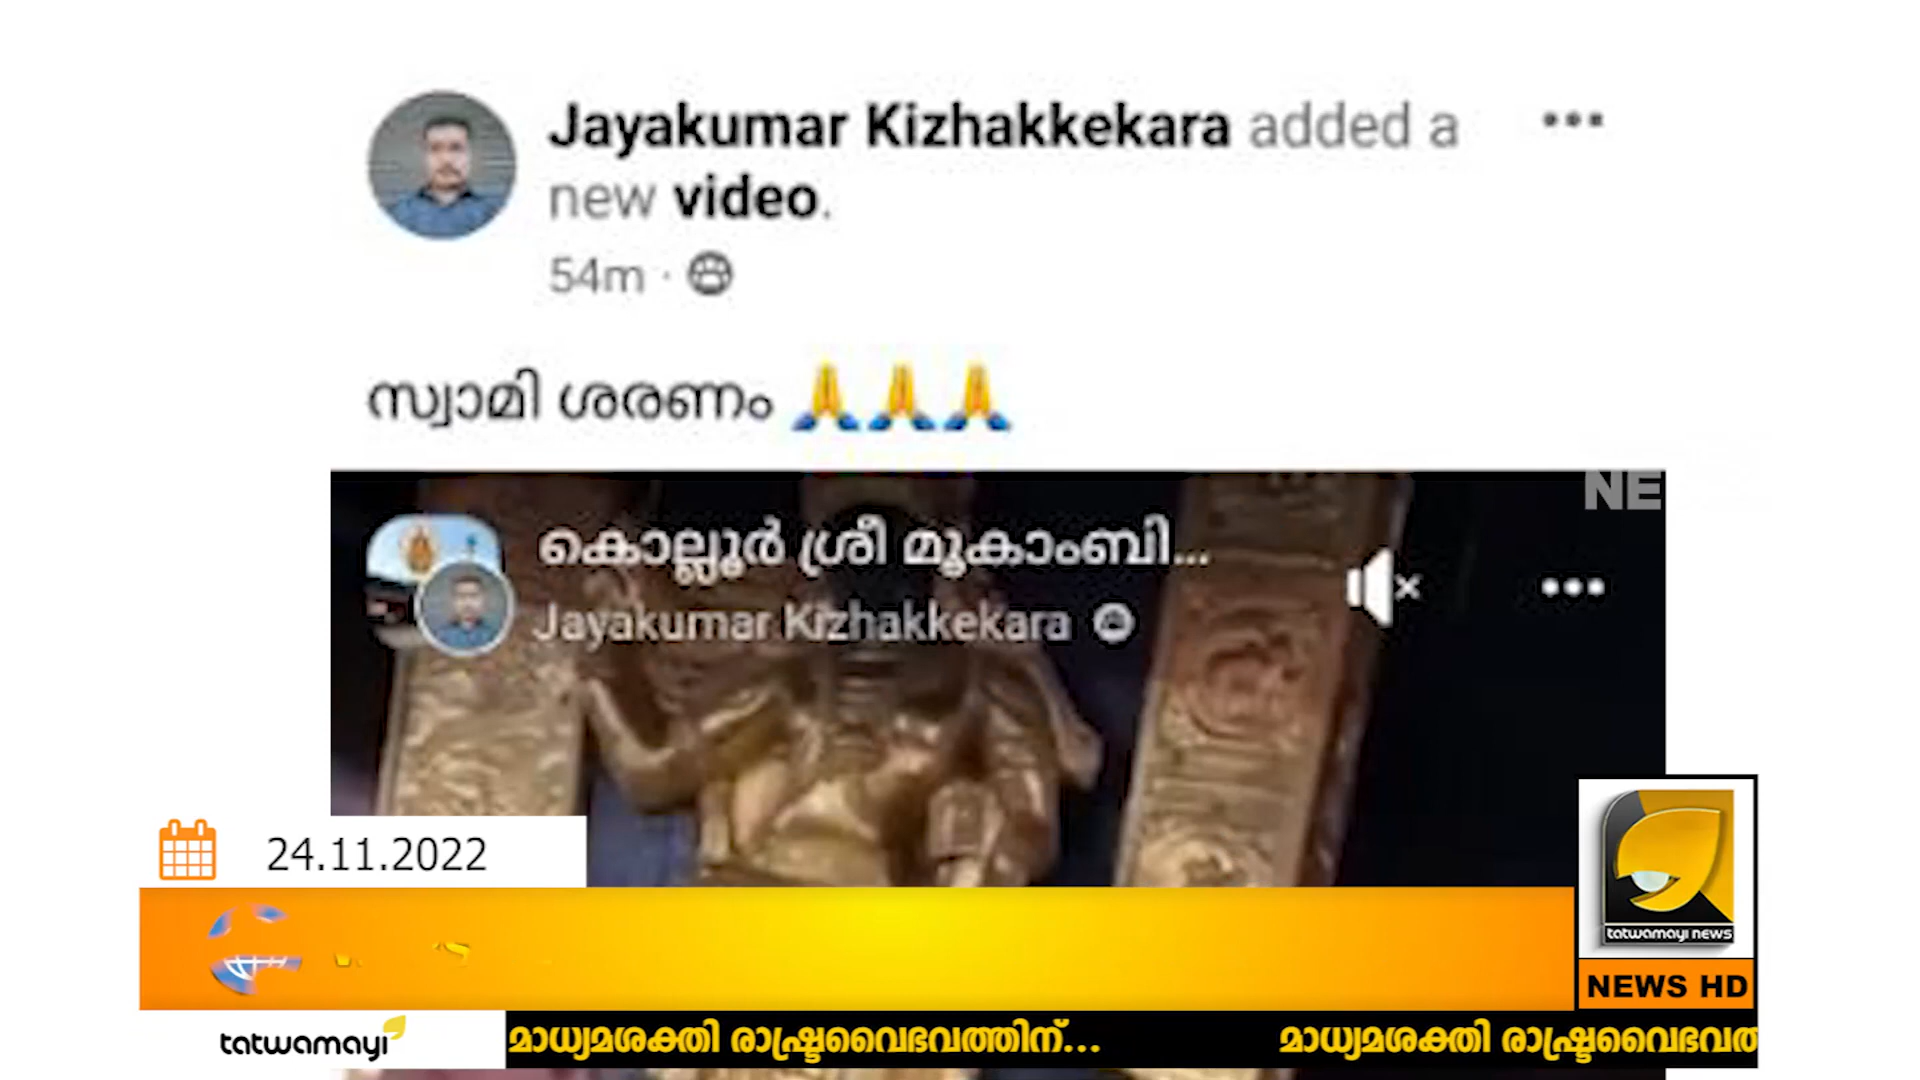 Jayakumar Kizhakkekara added a
new video.
54m ·
സ്വാമി ശരണം 🙏🙏🙏
NE
കൊല്ലൂർ ശ്രീ മൂകാംബി...
Jayakumar Kizhakkekara
24.11.2022
tatwamayi news
NEWS HD
tatwamayi
മാധ്യമശക്തി രാഷ്ട്രവൈഭവത്തിന്... മാധ്യമശക്തി രാഷ്ട്രവൈഭവത